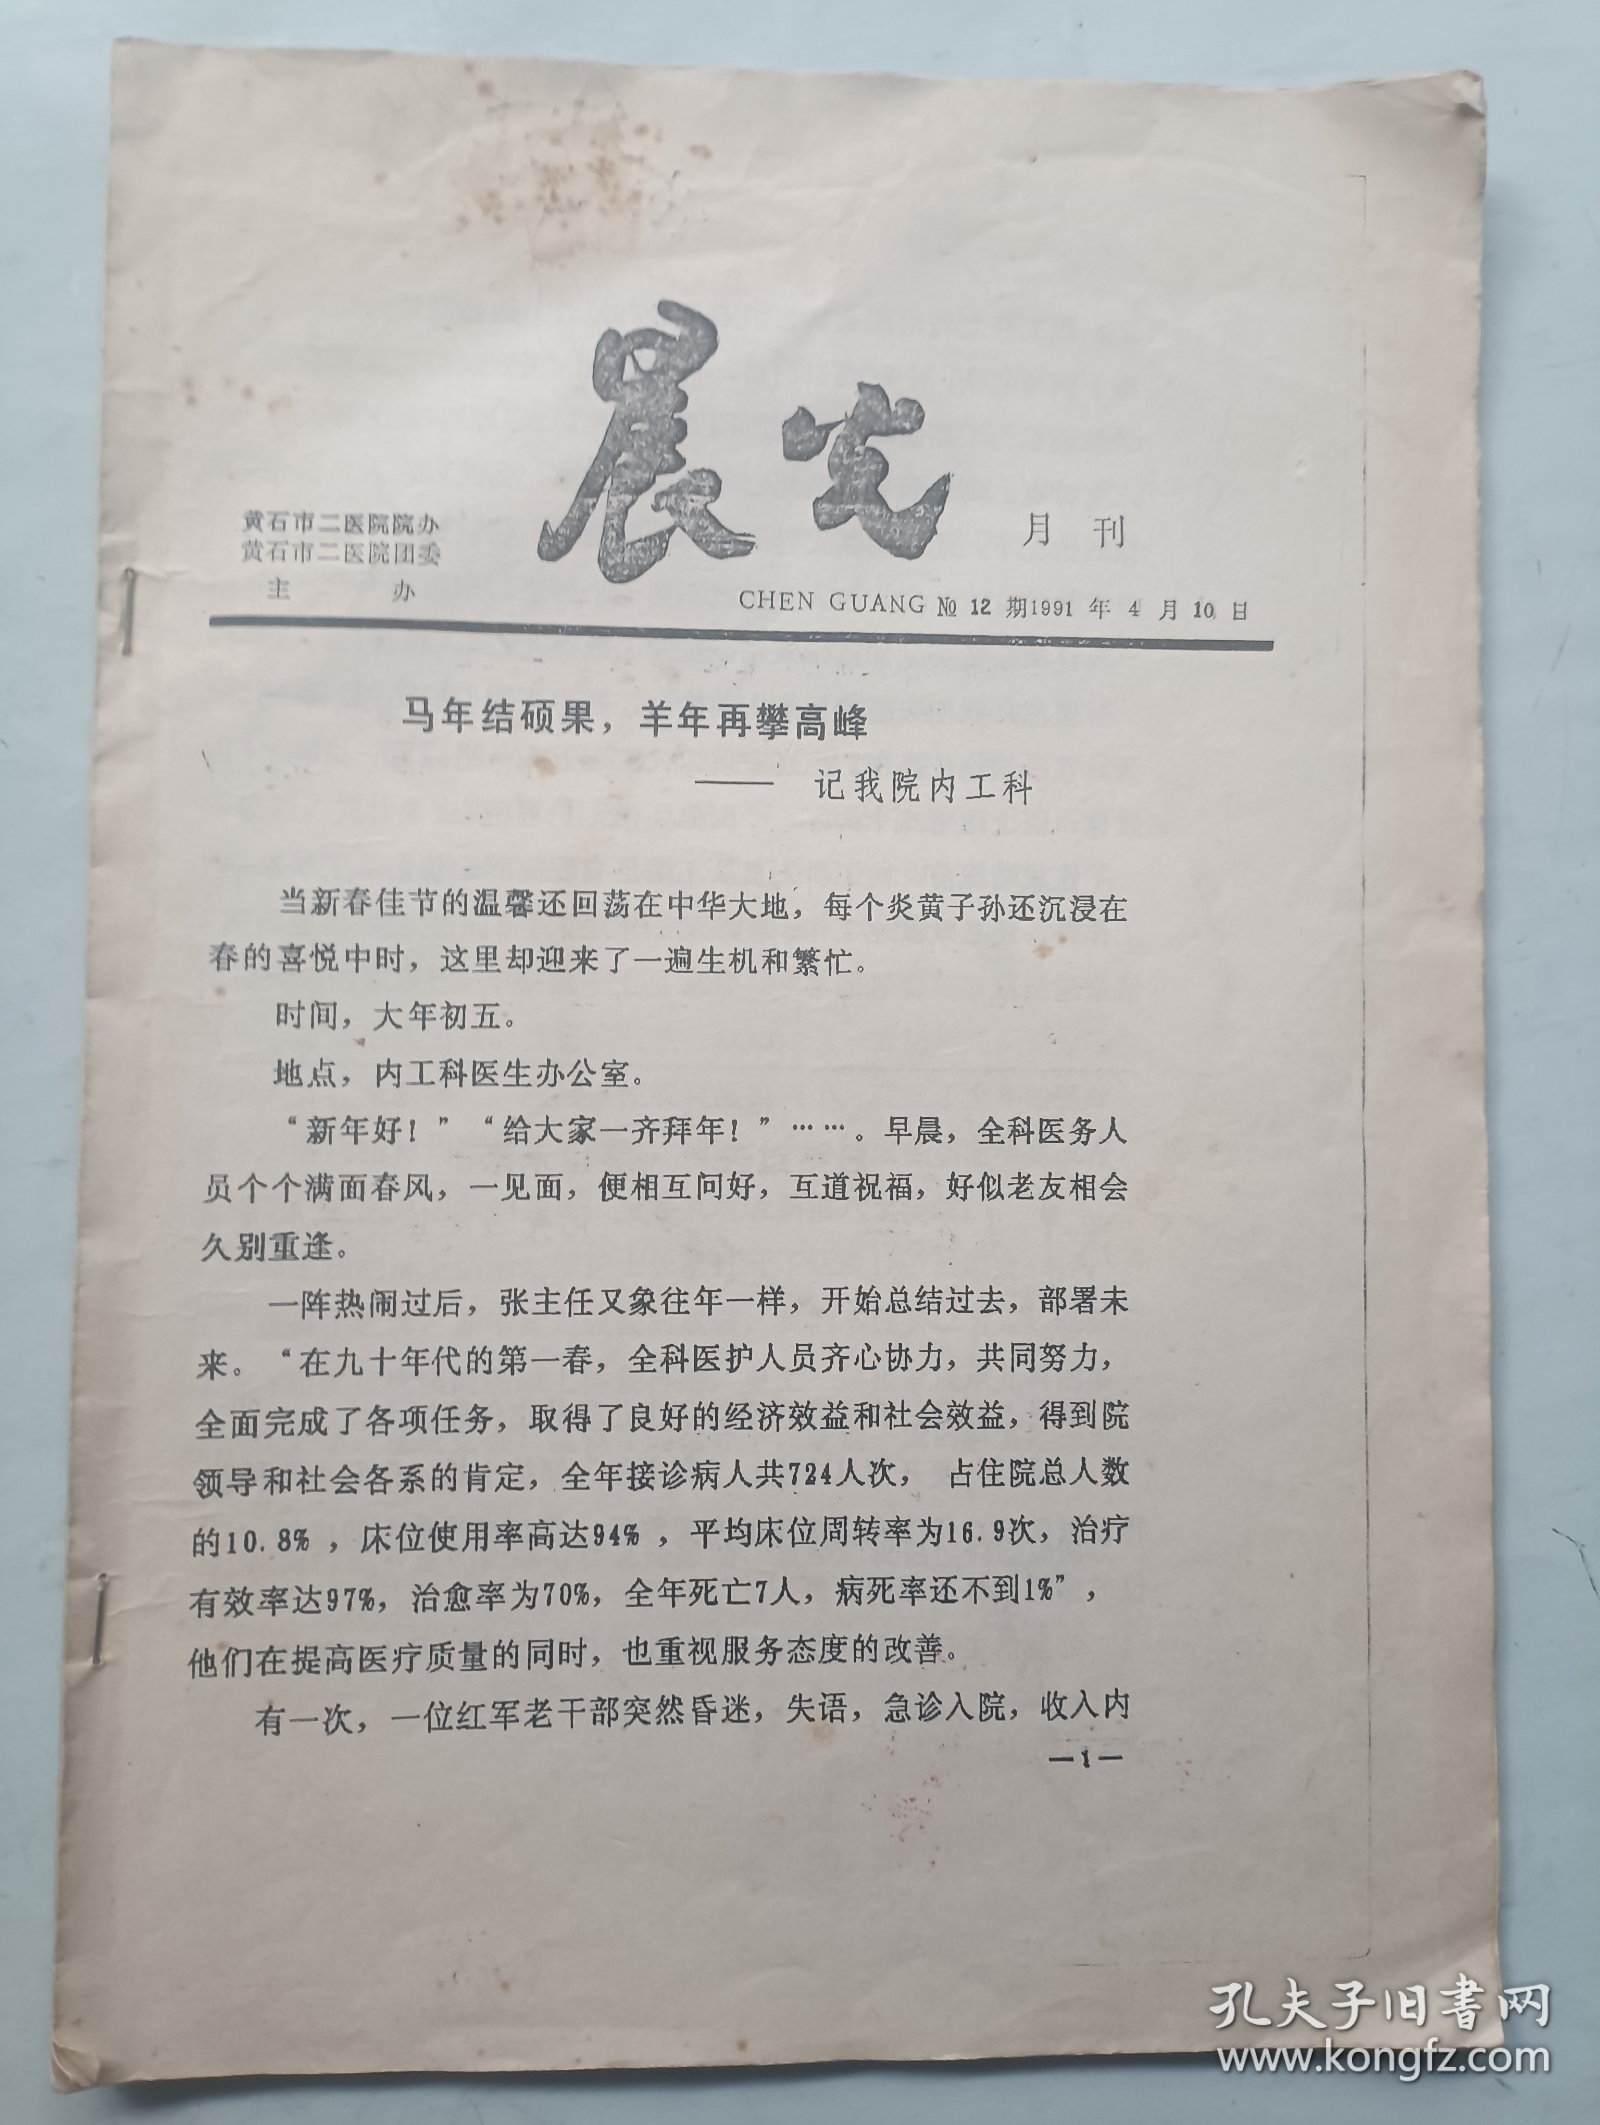 晨光
月刊
黄石市二医院院办
黄石市二医院团委
主 办
CHEN GUANG № 12 期1991 年 4 月 10 日
马年结硕果，羊年再攀高峰
—— 记我院内工科
当新春佳节的温馨还回荡在中华大地，每个炎黄子孙还沉浸在
春的喜悦中时，这里却迎来了一遍生机和繁忙。
时间，大年初五。
地点，内工科医生办公室。
“新年好！”“给大家一齐拜年！”……。早晨，全科医务人
员个个满面春风，一见面，便相互问好，互道祝福，好似老友相会
久别重逢。
一阵热闹过后，张主任又象往年一样，开始总结过去，部署未
来。“在九十年代的第一春，全科医护人员齐心协力，共同努力，
全面完成了各项任务，取得了良好的经济效益和社会效益，得到院
领导和社会各系的肯定，全年接诊病人共724人次， 占住院总人数
的10.8%，床位使用率高达94%，平均床位周转率为16.9次，治疗
有效率达97%，治愈率为70%，全年死亡7人，病死率还不到1%”，
他们在提高医疗质量的同时，也重视服务态度的改善。
有一次，一位红军老干部突然昏迷，失语，急诊入院，收入内
—1—
孔夫子旧书网
www.kongfz.com